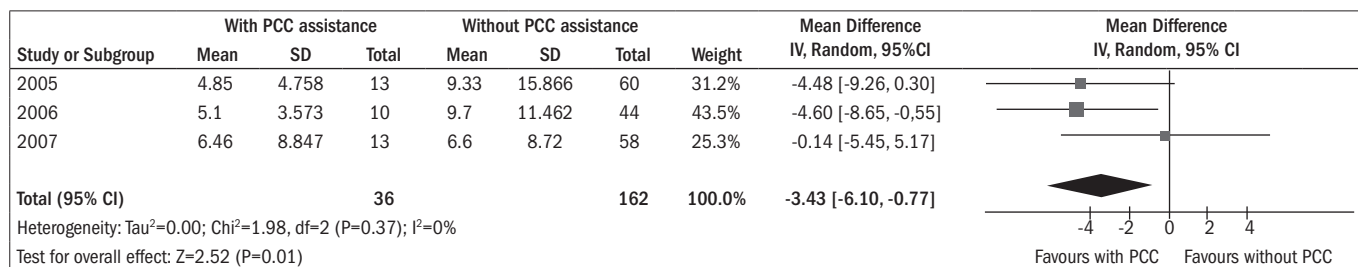 With PCC assistance Without PCC assistance Mean Difference Mean Difference
Study or Subgroup Mean SD Total Mean SD Total Weight IV, Random, 95%CI IV, Random, 95% CI
2005 4.85 4.758 13 9.33 15.866 60 31.2% -4.48 [-9.26, 0.30]
2006 5.1 3.573 10 9.7 11.462 44 43.5% -4.60 [-8.65, -0,55]
2007 6.46 8.847 13 6.6 8.72 58 25.3% -0.14 [-5.45, 5.17]
Total (95% CI) 36 162 100.0% -3.43 [-6.10, -0.77]
Heterogeneity: Tau²=0.00; Chi²=1.98, df=2 (P=0.37); I²=0%
-4 -2 0 2 4
Test for overall effect: Z=2.52 (P=0.01) Favours with PCC Favours without PCC